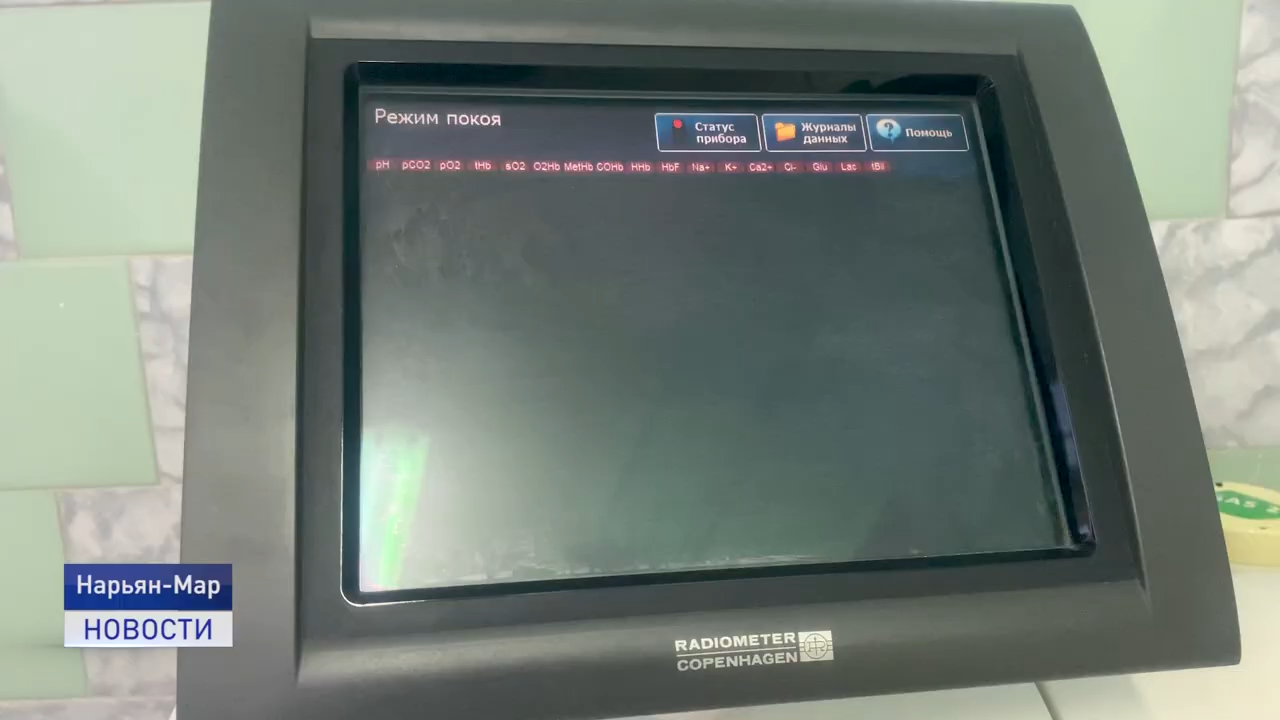 Режим покоя
Статус прибора
Журналы данных
Помощь
pH pCO2 pO2 tHb sO2 O2Hb MetHb COHb HHb HbF Na+ K+ Ca2+ Cl- Glu Lac tBil
RADIOMETER
COPENHAGEN
Нарьян-Мар
НОВОСТИ